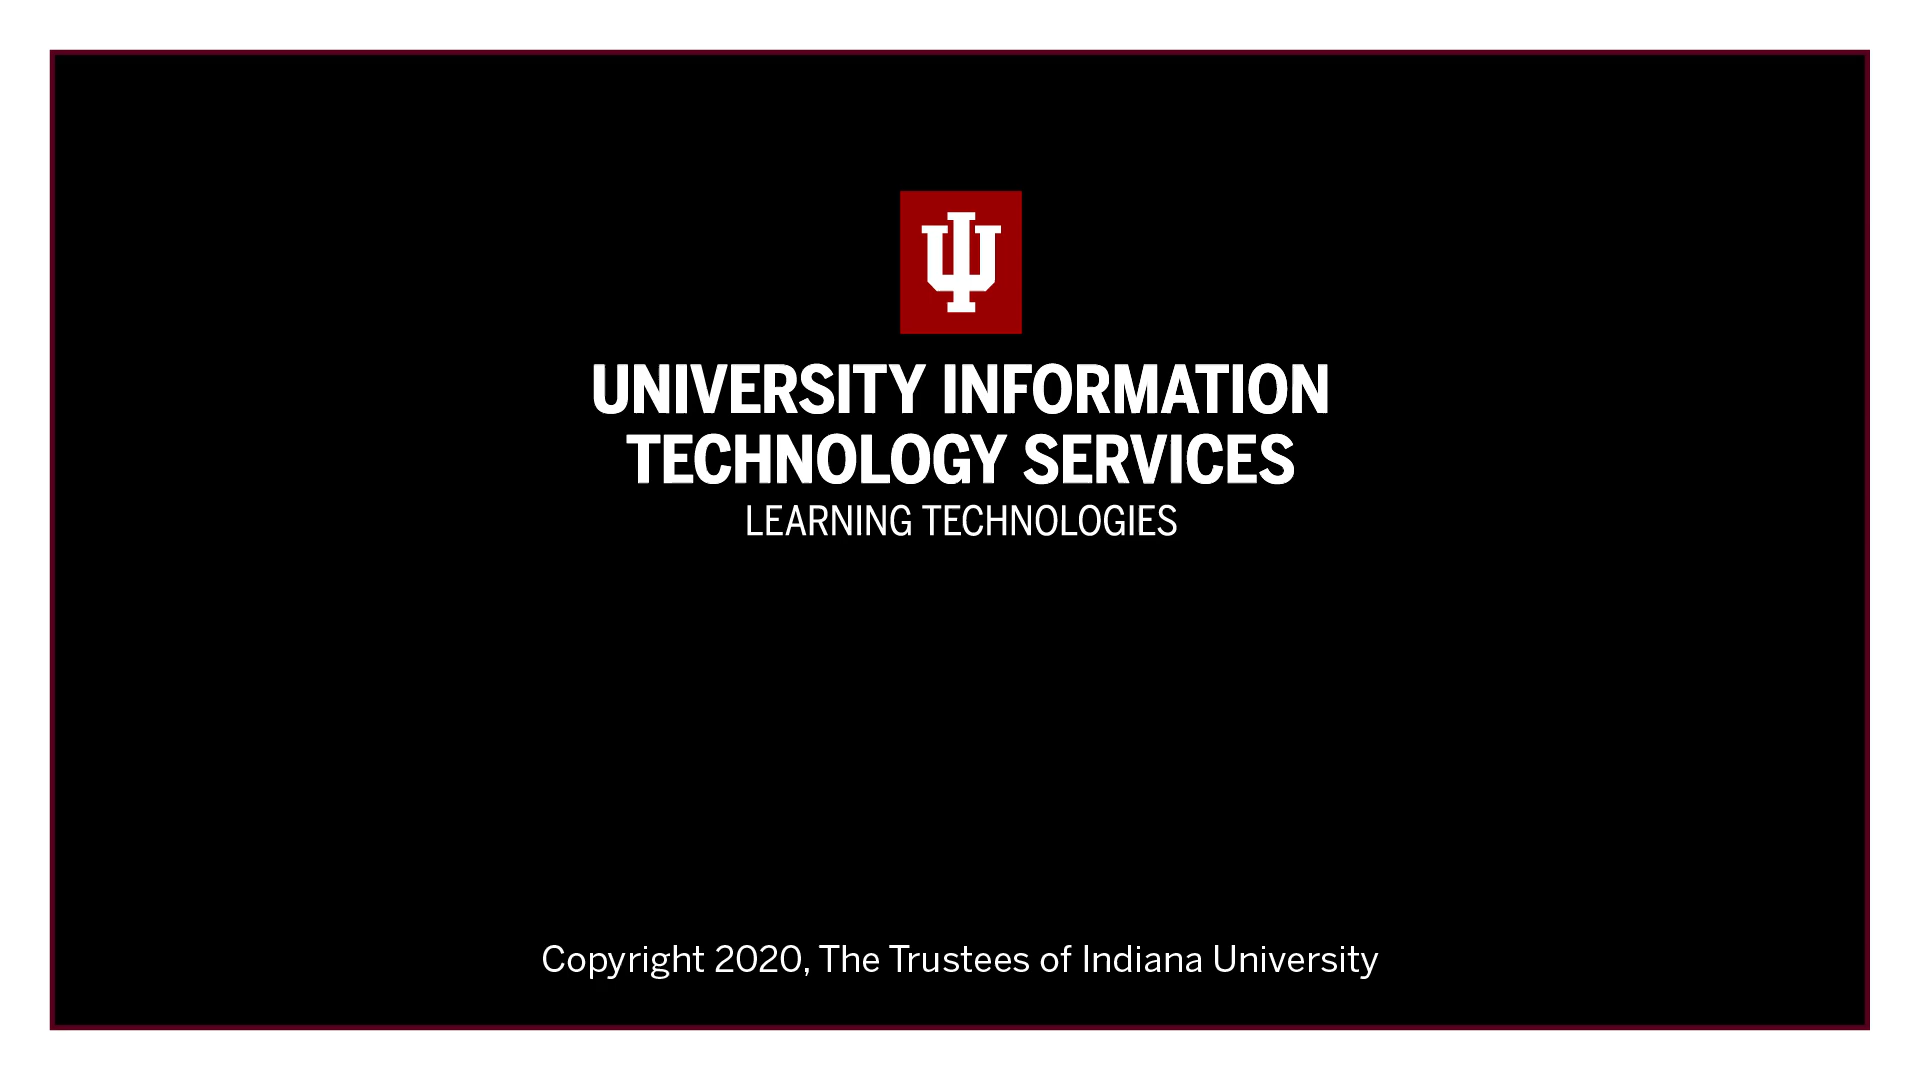 UNIVERSITY INFORMATION
TECHNOLOGY SERVICES
LEARNING TECHNOLOGIES
Copyright 2020, The Trustees of Indiana University